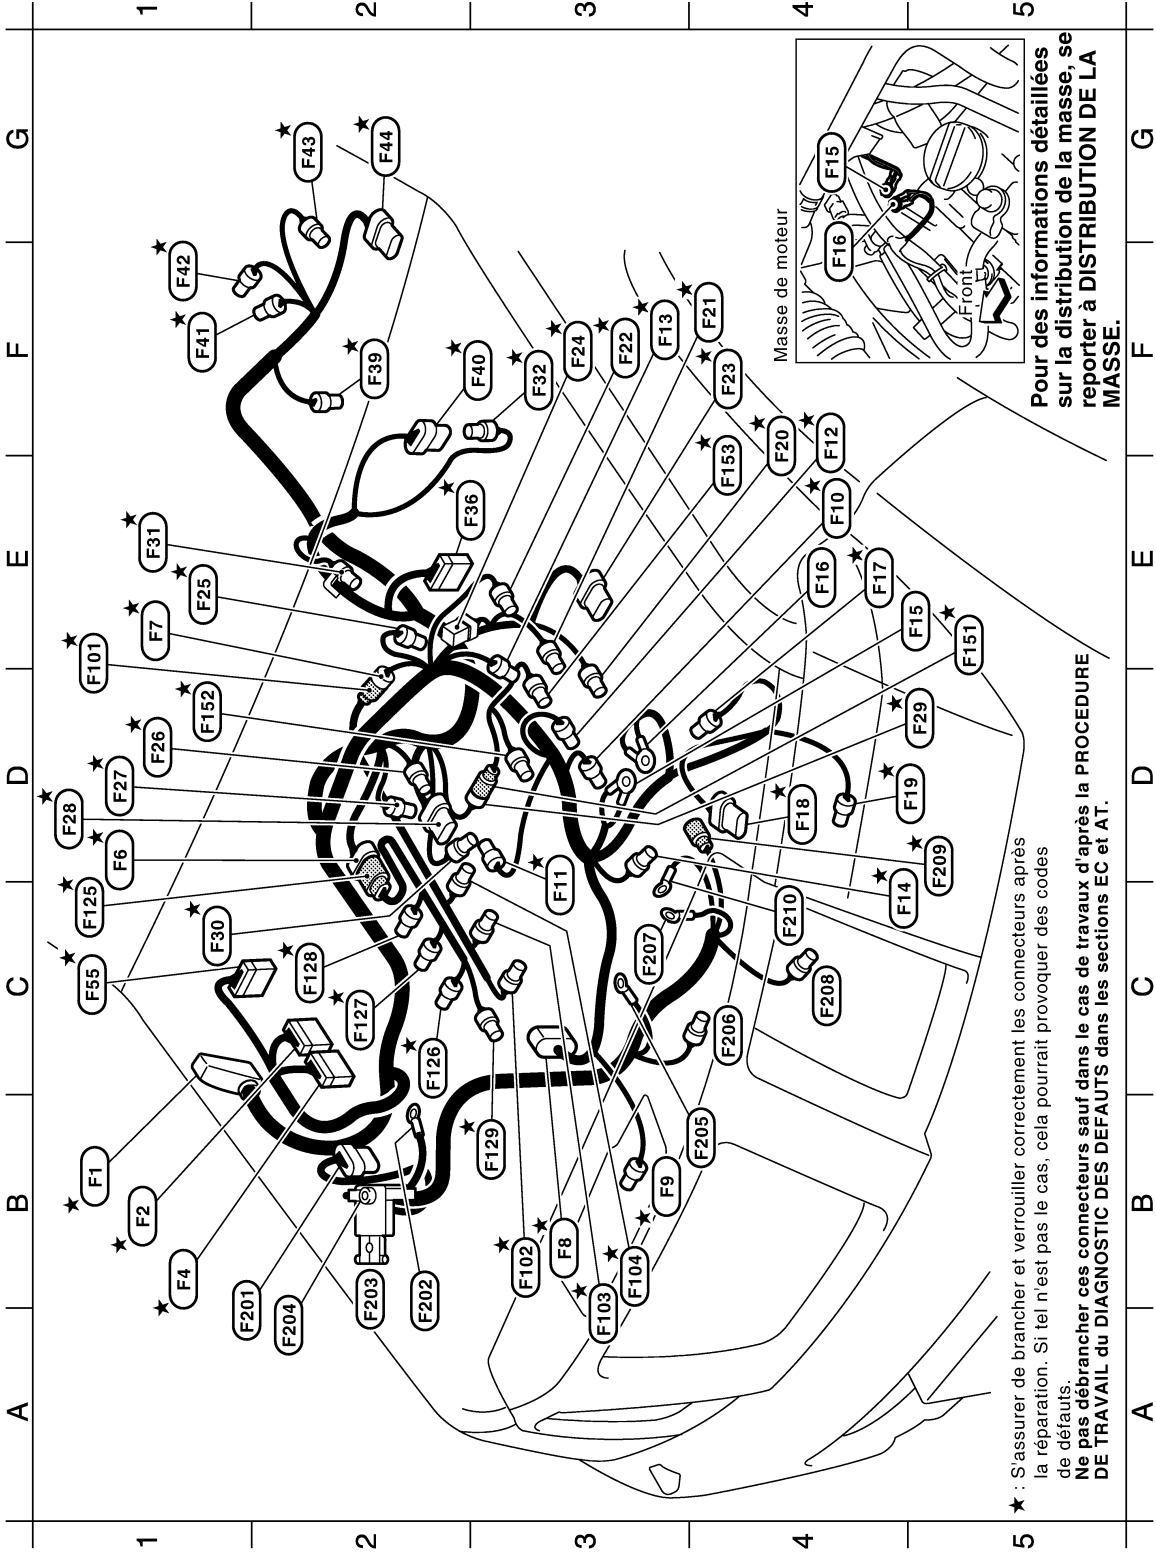 1 2 3 4 5
G
F
E
D
C
B
A
F43
F44
F42
F41
F39
F40
F32
F24
F22
F13
F21
F23
F153
F20
F12
F10
F36
F31
F25
F7
F101
F152
F26
F27
F28
F6
F125
F30
F55
F128
F127
F126
F129
F1
F2
F4
F201
F204
F203
F202
F102
F8
F103
F104
F9
F205
F206
F207
F208
F210
F11
F14
F209
F18
F19
F29
F151
F15
F17
F16
Masse de moteur
F15
F16
Front
Pour des informations détaillées
sur la distribution de la masse, se
reporter à DISTRIBUTION DE LA
MASSE.
★ : S'assurer de brancher et verrouiller correctement les connecteurs après
la réparation. Si tel n'est pas le cas, cela pourrait provoquer des codes
de défauts.
Ne pas débrancher ces connecteurs sauf dans le cas de travaux d'après la PROCEDURE
DE TRAVAIL du DIAGNOSTIC DES DEFAUTS dans les sections EC et AT.
G
F
E
D
C
B
A
1 2 3 4 5